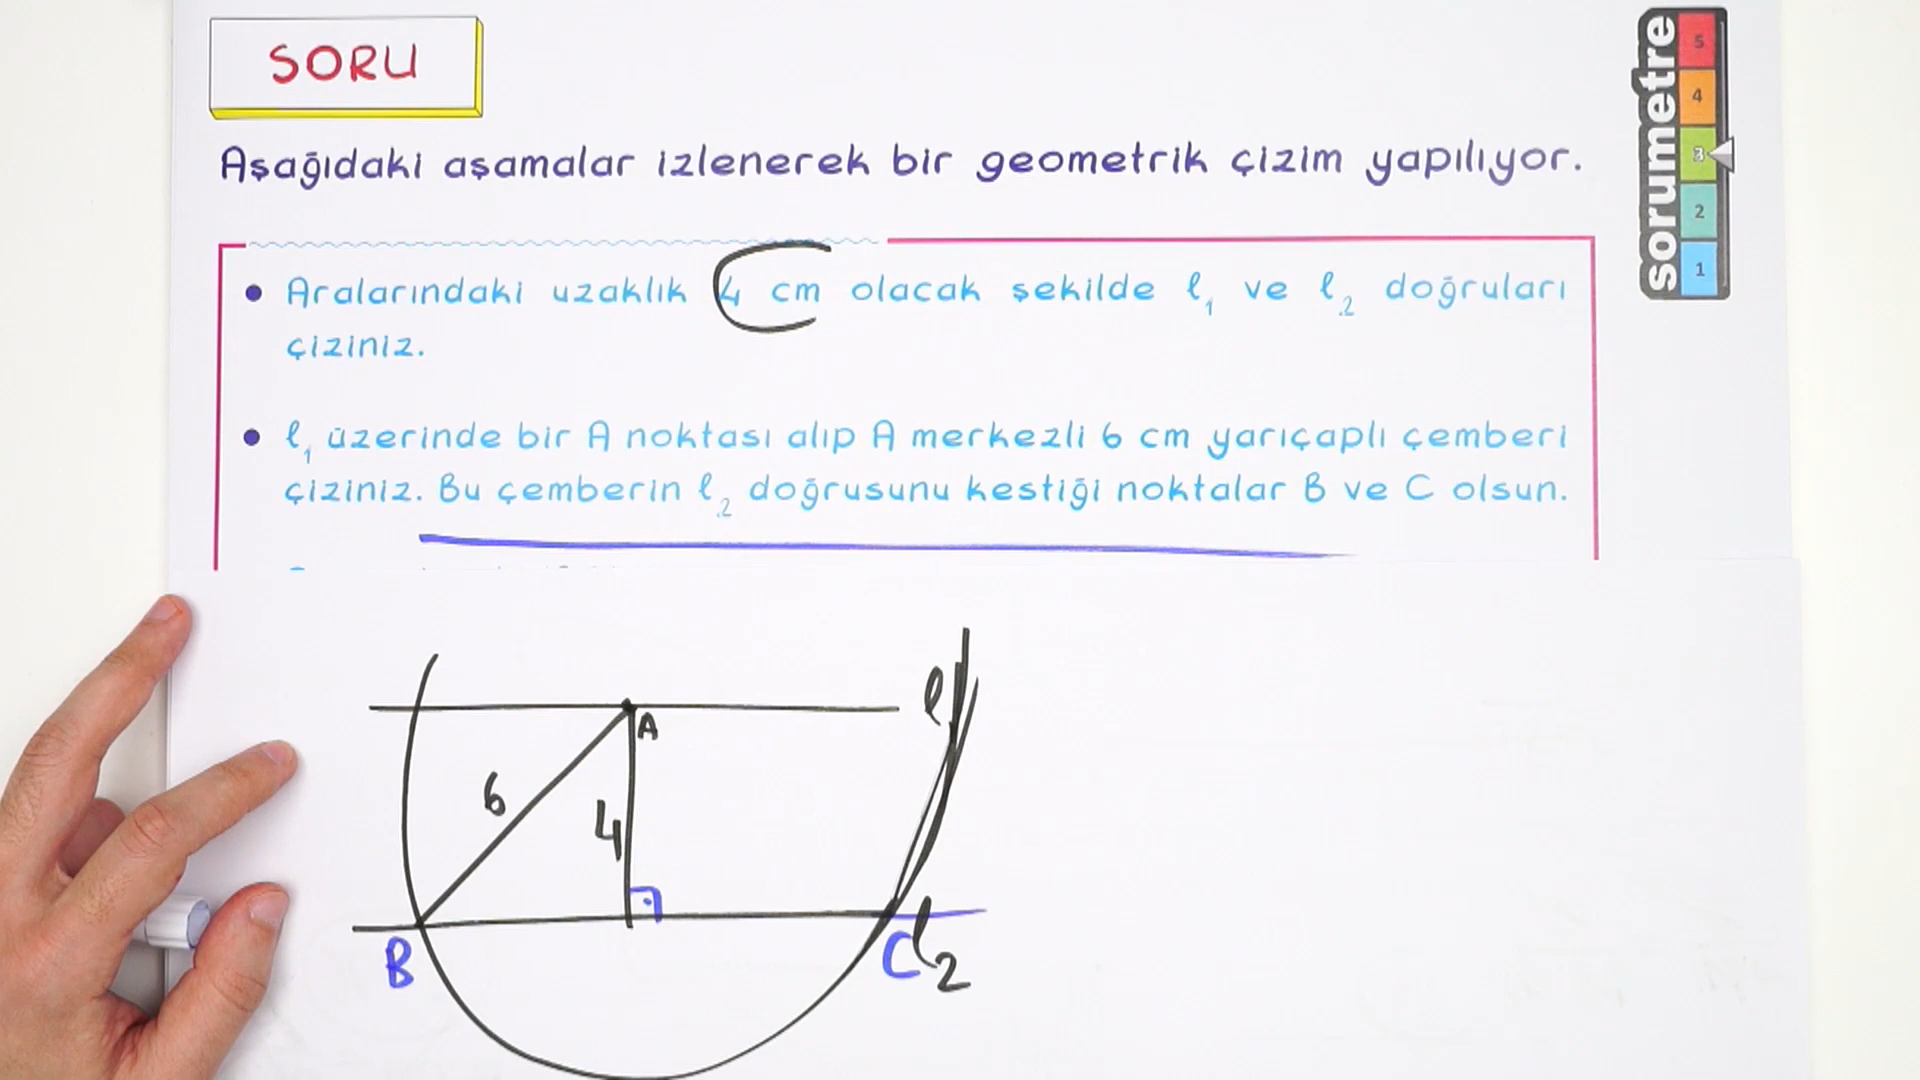 SORU
Aşağıdaki aşamalar izlenerek bir geometrik çizim yapılıyor.
• Aralarındaki uzaklık 4 cm olacak şekilde ℓ₁ ve ℓ₂ doğruları
çiziniz.
• ℓ₁ üzerinde bir A noktası alıp A merkezli 6 cm yarıçaplı çemberi
çiziniz. Bu çemberin ℓ₂ doğrusunu kestiği noktalar B ve C olsun.
sorumetre
5
4
3
2
1
ℓ₁
A
6
4
B
C
ℓ₂